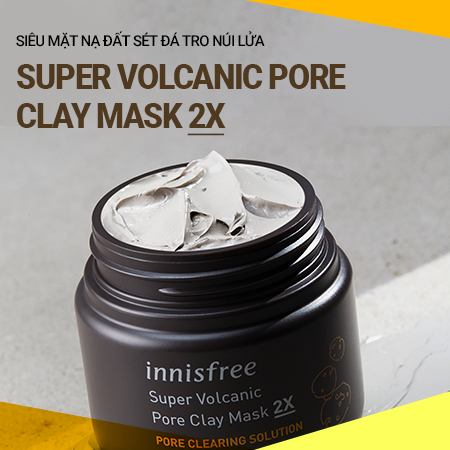 SIÊU MẶT NẠ ĐẤT SÉT ĐÁ TRO NÚI LỬA
SUPER VOLCANIC PORE
CLAY MASK 2X
innisfree
Super Volcanic
Pore Clay Mask 2X
PORE CLEARING SOLUTION